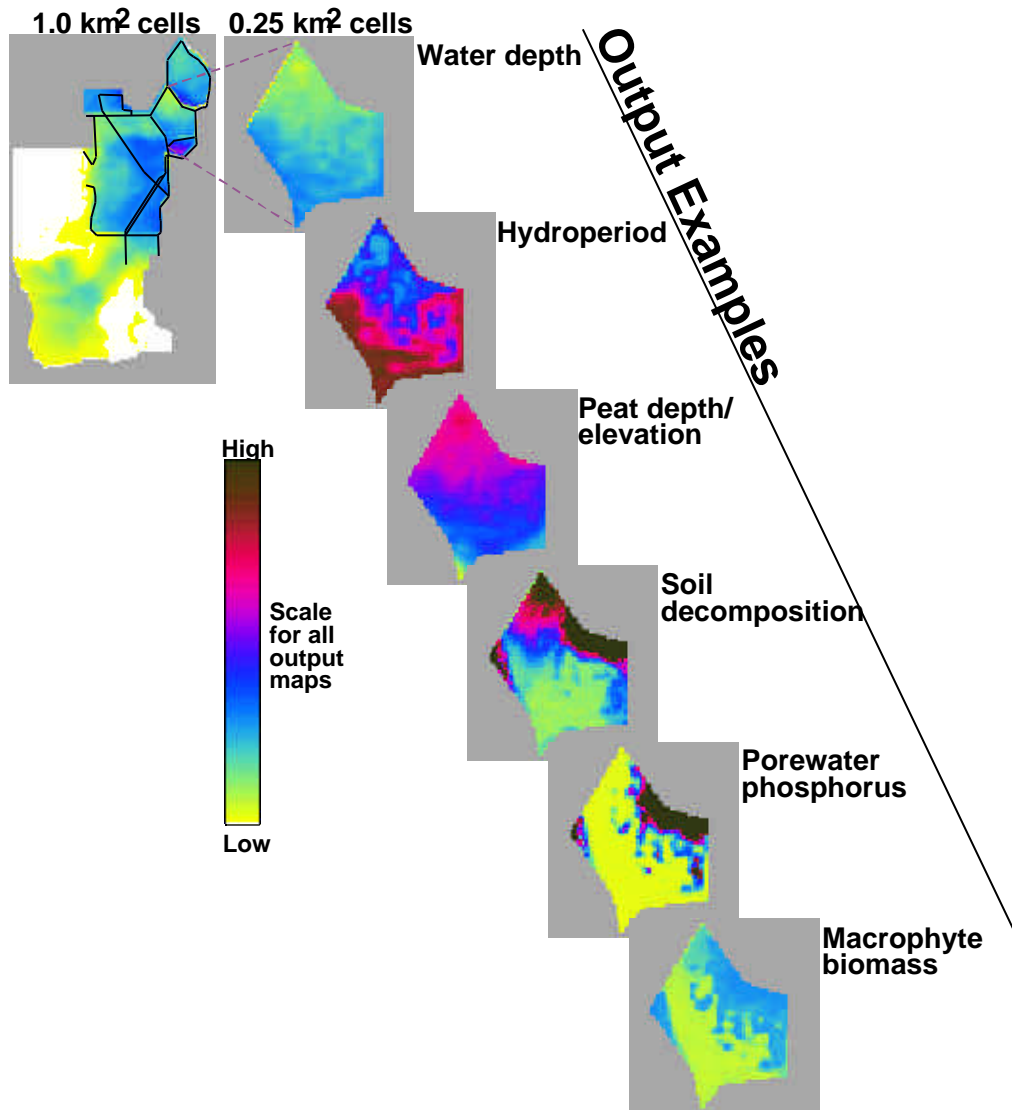 1.0 km² cells
0.25 km² cells
Water depth
Output Examples
Hydroperiod
Peat depth/
elevation
High
Scale
for all
output
maps
Low
Soil
decomposition
Porewater
phosphorus
Macrophyte
biomass